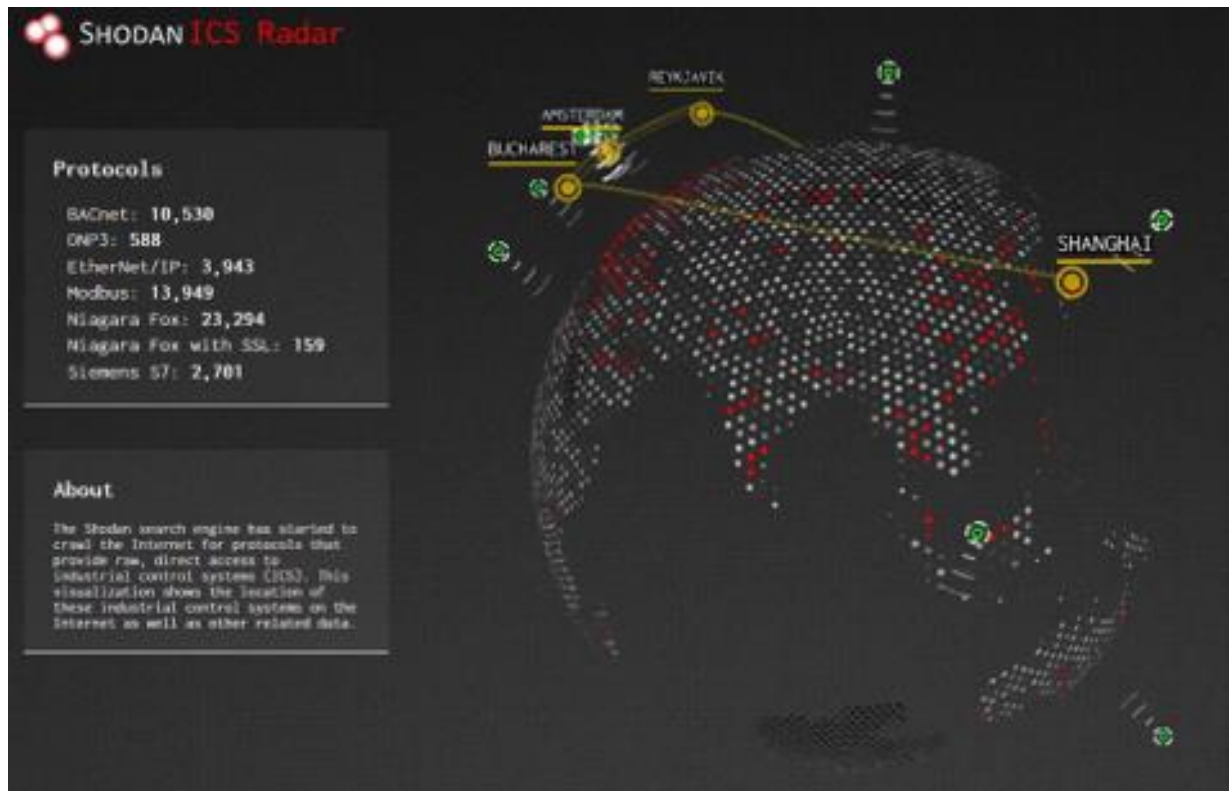 SHODAN ICS Radar
REYKJAVIK
AMSTERDAM
BUCHAREST
SHANGHAI
Protocols
BACnet: 10,530
DNP3: 588
EtherNet/IP: 3,943
Modbus: 13,949
Niagara Fox: 23,294
Niagara Fox with SSL: 159
Siemens S7: 2,701
About
The Shodan search engine has started to
crawl the Internet for protocols that
provide raw, direct access to
industrial control systems (ICS). This
visualization shows the location of
these industrial control systems on the
Internet as well as other related data.